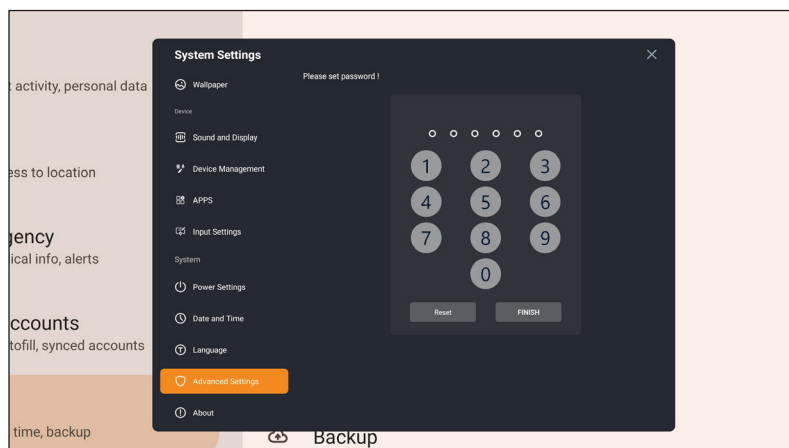 System Settings
Wallpaper
Device
Sound and Display
Device Management
APPS
Input Settings
System
Power Settings
Date and Time
Language
Advanced Settings
About
Please set password !
1 2 3
4 5 6
7 8 9
0
Reset FINISH
activity, personal data
to location
ical info, alerts
ccounts
tofill, synced accounts
time, backup
Backup